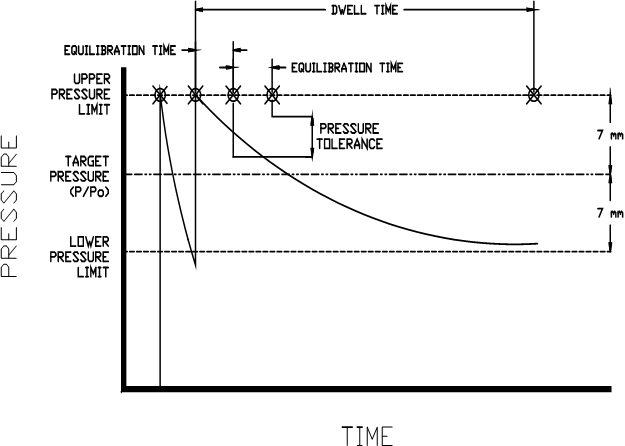 DWELL TIME
EQUILIBRATION TIME
EQUILIBRATION TIME
UPPER
PRESSURE
LIMIT
PRESSURE
TOLERANCE
7 mm
TARGET
PRESSURE
(P/Po)
7 mm
LOWER
PRESSURE
LIMIT
PRESSURE
TIME